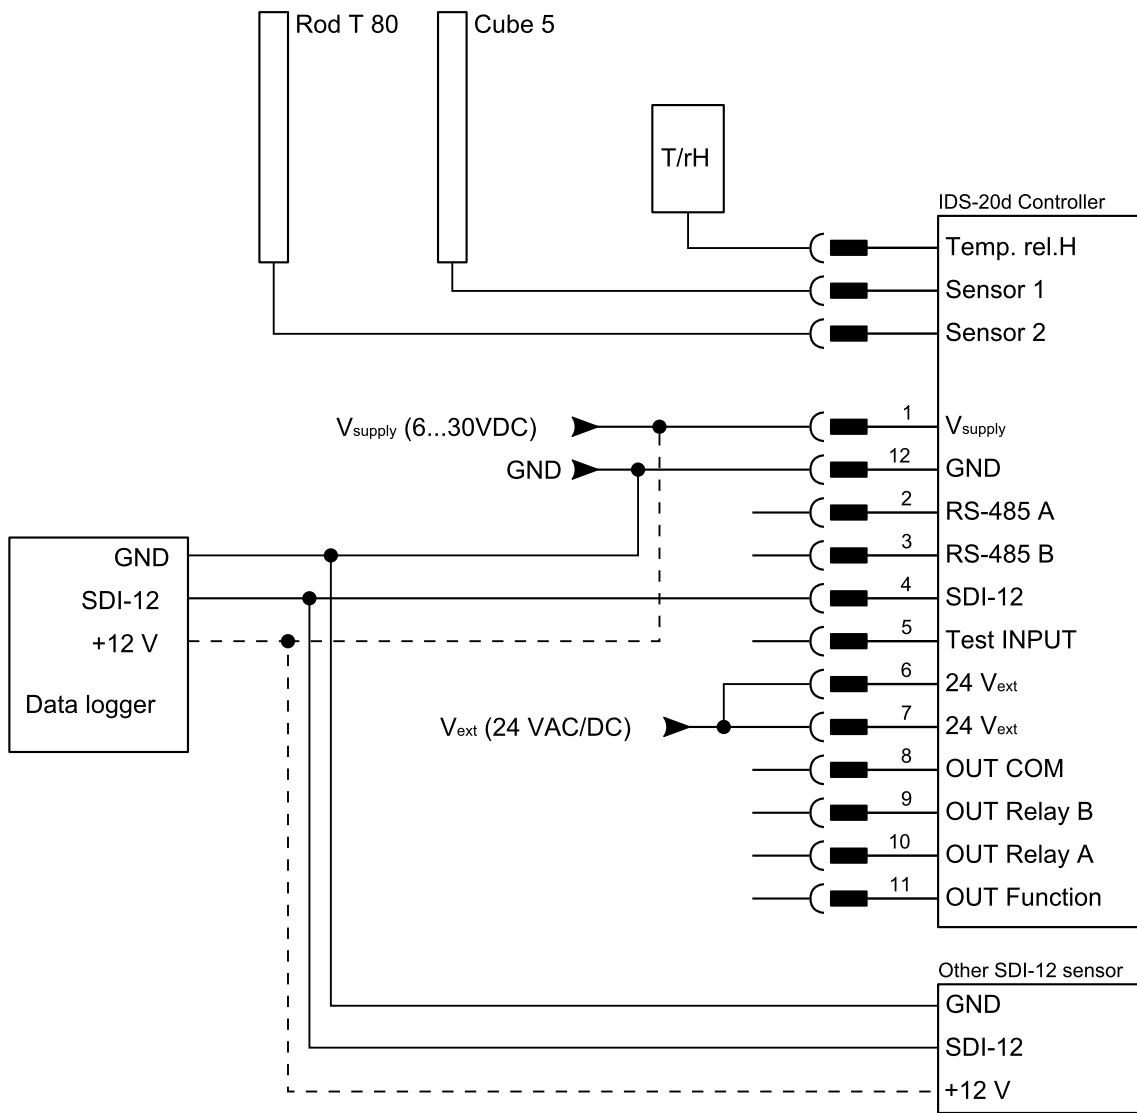 Rod T 80
Cube 5
T/rH
IDS-20d Controller
Temp. rel.H
Sensor 1
Sensor 2
Vsupply (6...30VDC)
1
Vsupply
GND
12
GND
2
RS-485 A
3
RS-485 B
4
SDI-12
5
Test INPUT
6
24 Vext
Vext (24 VAC/DC)
7
24 Vext
8
OUT COM
9
OUT Relay B
10
OUT Relay A
11
OUT Function
GND
SDI-12
+12 V
Data logger
Other SDI-12 sensor
GND
SDI-12
+12 V